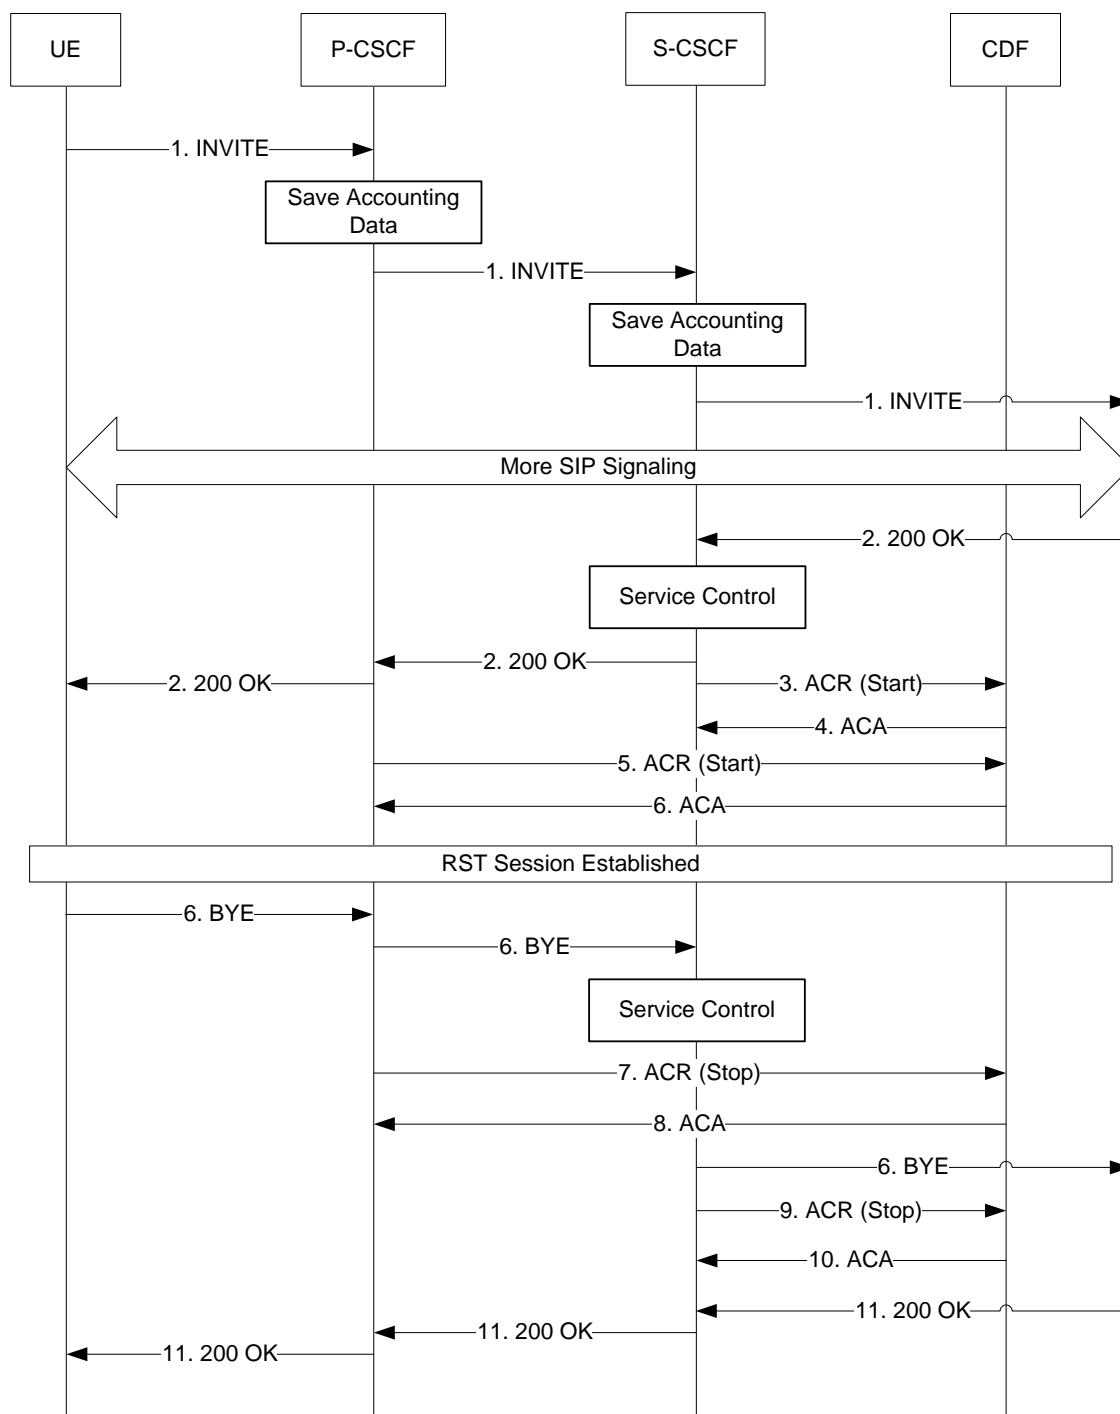 UE
P-CSCF
S-CSCF
CDF
1. INVITE
Save Accounting
Data
1. INVITE
Save Accounting
Data
1. INVITE
More SIP Signaling
2. 200 OK
Service Control
2. 200 OK
2. 200 OK
3. ACR (Start)
4. ACA
5. ACR (Start)
6. ACA
RST Session Established
6. BYE
6. BYE
Service Control
7. ACR (Stop)
8. ACA
6. BYE
9. ACR (Stop)
10. ACA
11. 200 OK
11. 200 OK
11. 200 OK